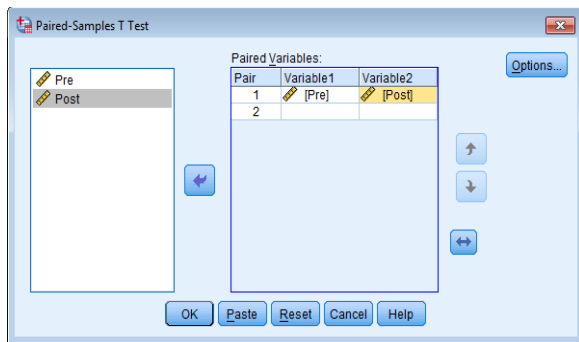 Paired-Samples T Test
Pre
Post
Paired Variables:
Pair Variable1 Variable2
1 [Pre] [Post]
2
Options...
OK Paste Reset Cancel Help